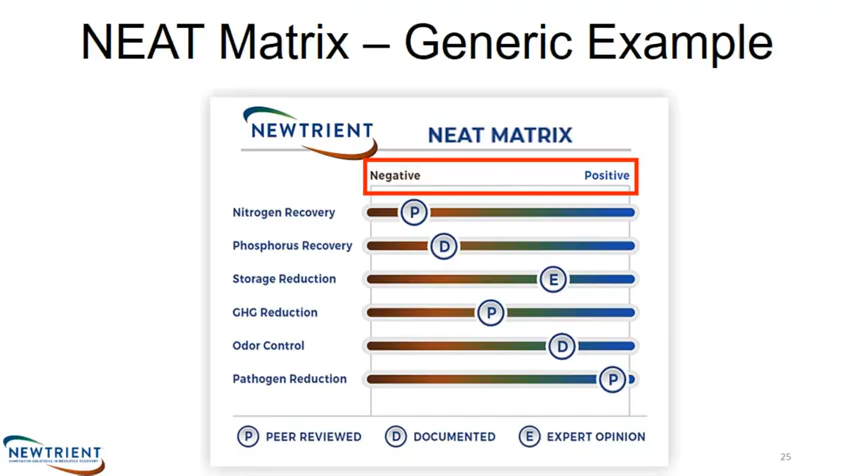 NEAT Matrix – Generic Example
NEWTRIENT
NEAT MATRIX
Negative Positive
Nitrogen Recovery P
Phosphorus Recovery D
Storage Reduction E
GHG Reduction P
Odor Control D
Pathogen Reduction P
P PEER REVIEWED D DOCUMENTED E EXPERT OPINION
NEWTRIENT
25